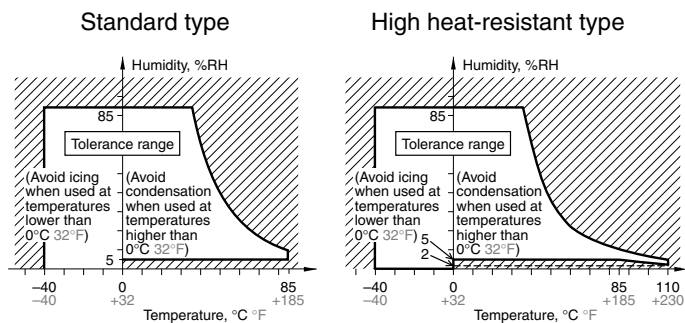 Standard type
Humidity, %RH
85
Tolerance range
(Avoid icing
when used at
temperatures
lower than
0°C 32°F)
(Avoid
condensation
when used at
temperatures
higher than
0°C 32°F)
5
−40 0 85
−40 +32 +185
Temperature, °C °F
High heat-resistant type
Humidity, %RH
85
Tolerance range
(Avoid icing
when used at
temperatures
lower than
0°C 32°F)
(Avoid
condensation
when used at
temperatures
higher than
0°C 32°F)
5
2
−40 0 85 110
−40 +32 +185 +230
Temperature, °C °F